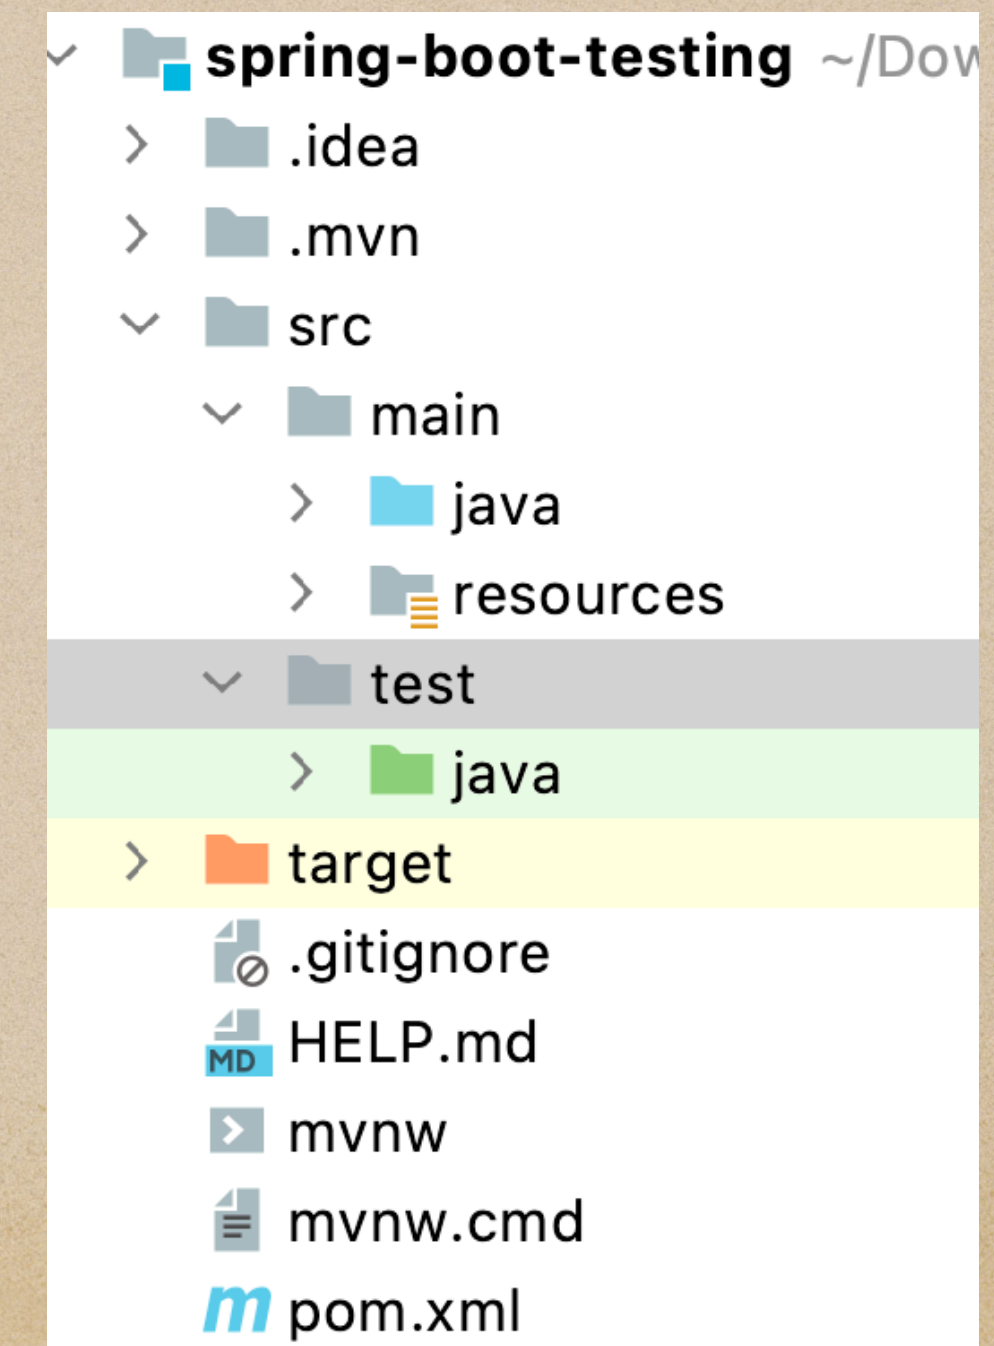 spring-boot-testing ~/Dow
.idea
.mvn
src
main
java
resources
test
java
target
.gitignore
MD HELP.md
mvnw
mvnw.cmd
m pom.xml